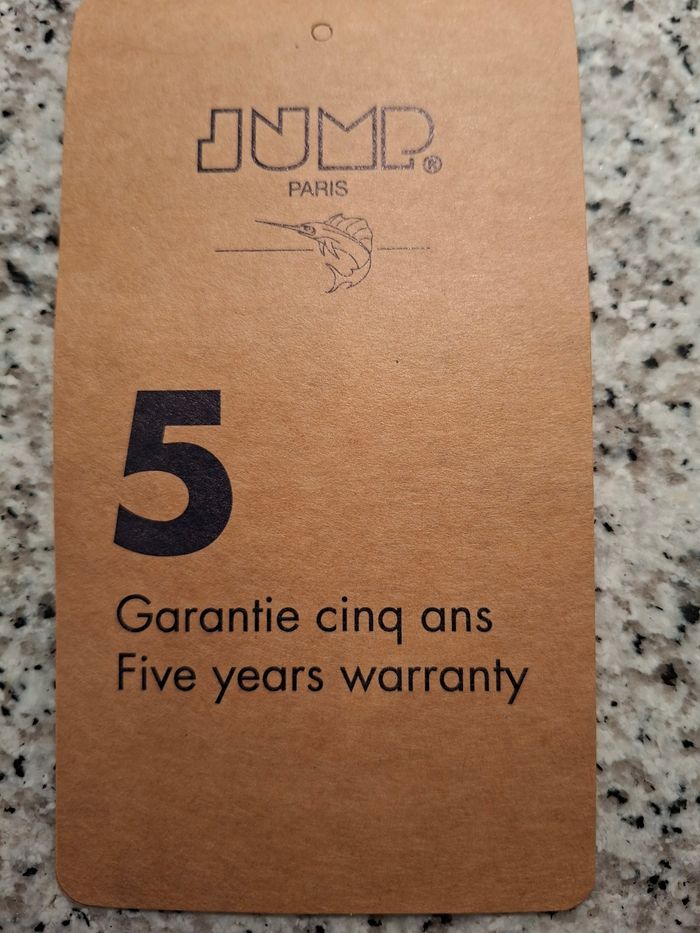 JUMP®
PARIS
5
Garantie cinq ans
Five years warranty